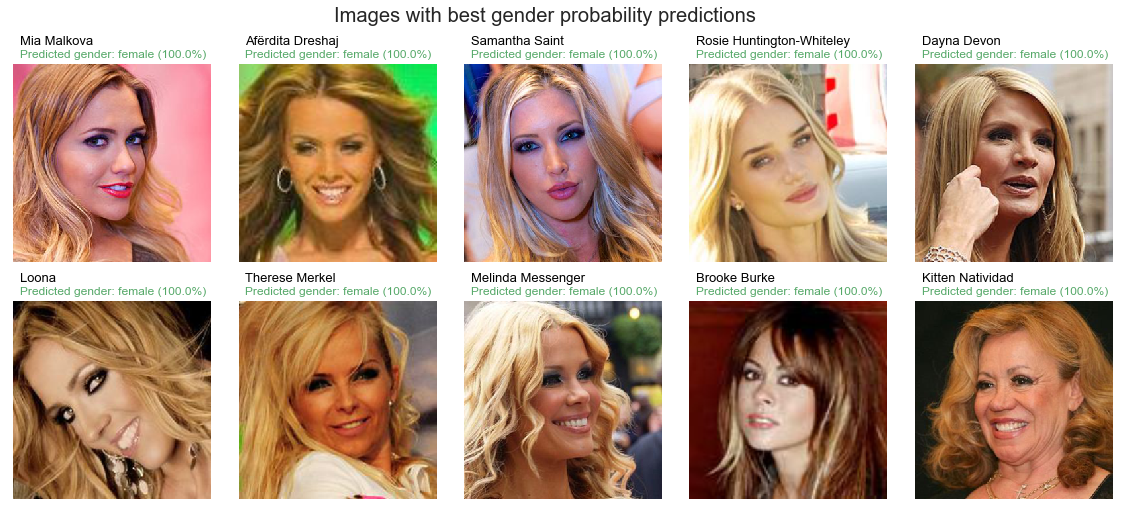 Images with best gender probability predictions
Mia Malkova
Predicted gender: female (100.0%)
Afërdita Dreshaj
Predicted gender: female (100.0%)
Samantha Saint
Predicted gender: female (100.0%)
Rosie Huntington-Whiteley
Predicted gender: female (100.0%)
Dayna Devon
Predicted gender: female (100.0%)
Loona
Predicted gender: female (100.0%)
Therese Merkel
Predicted gender: female (100.0%)
Melinda Messenger
Predicted gender: female (100.0%)
Brooke Burke
Predicted gender: female (100.0%)
Kitten Natividad
Predicted gender: female (100.0%)